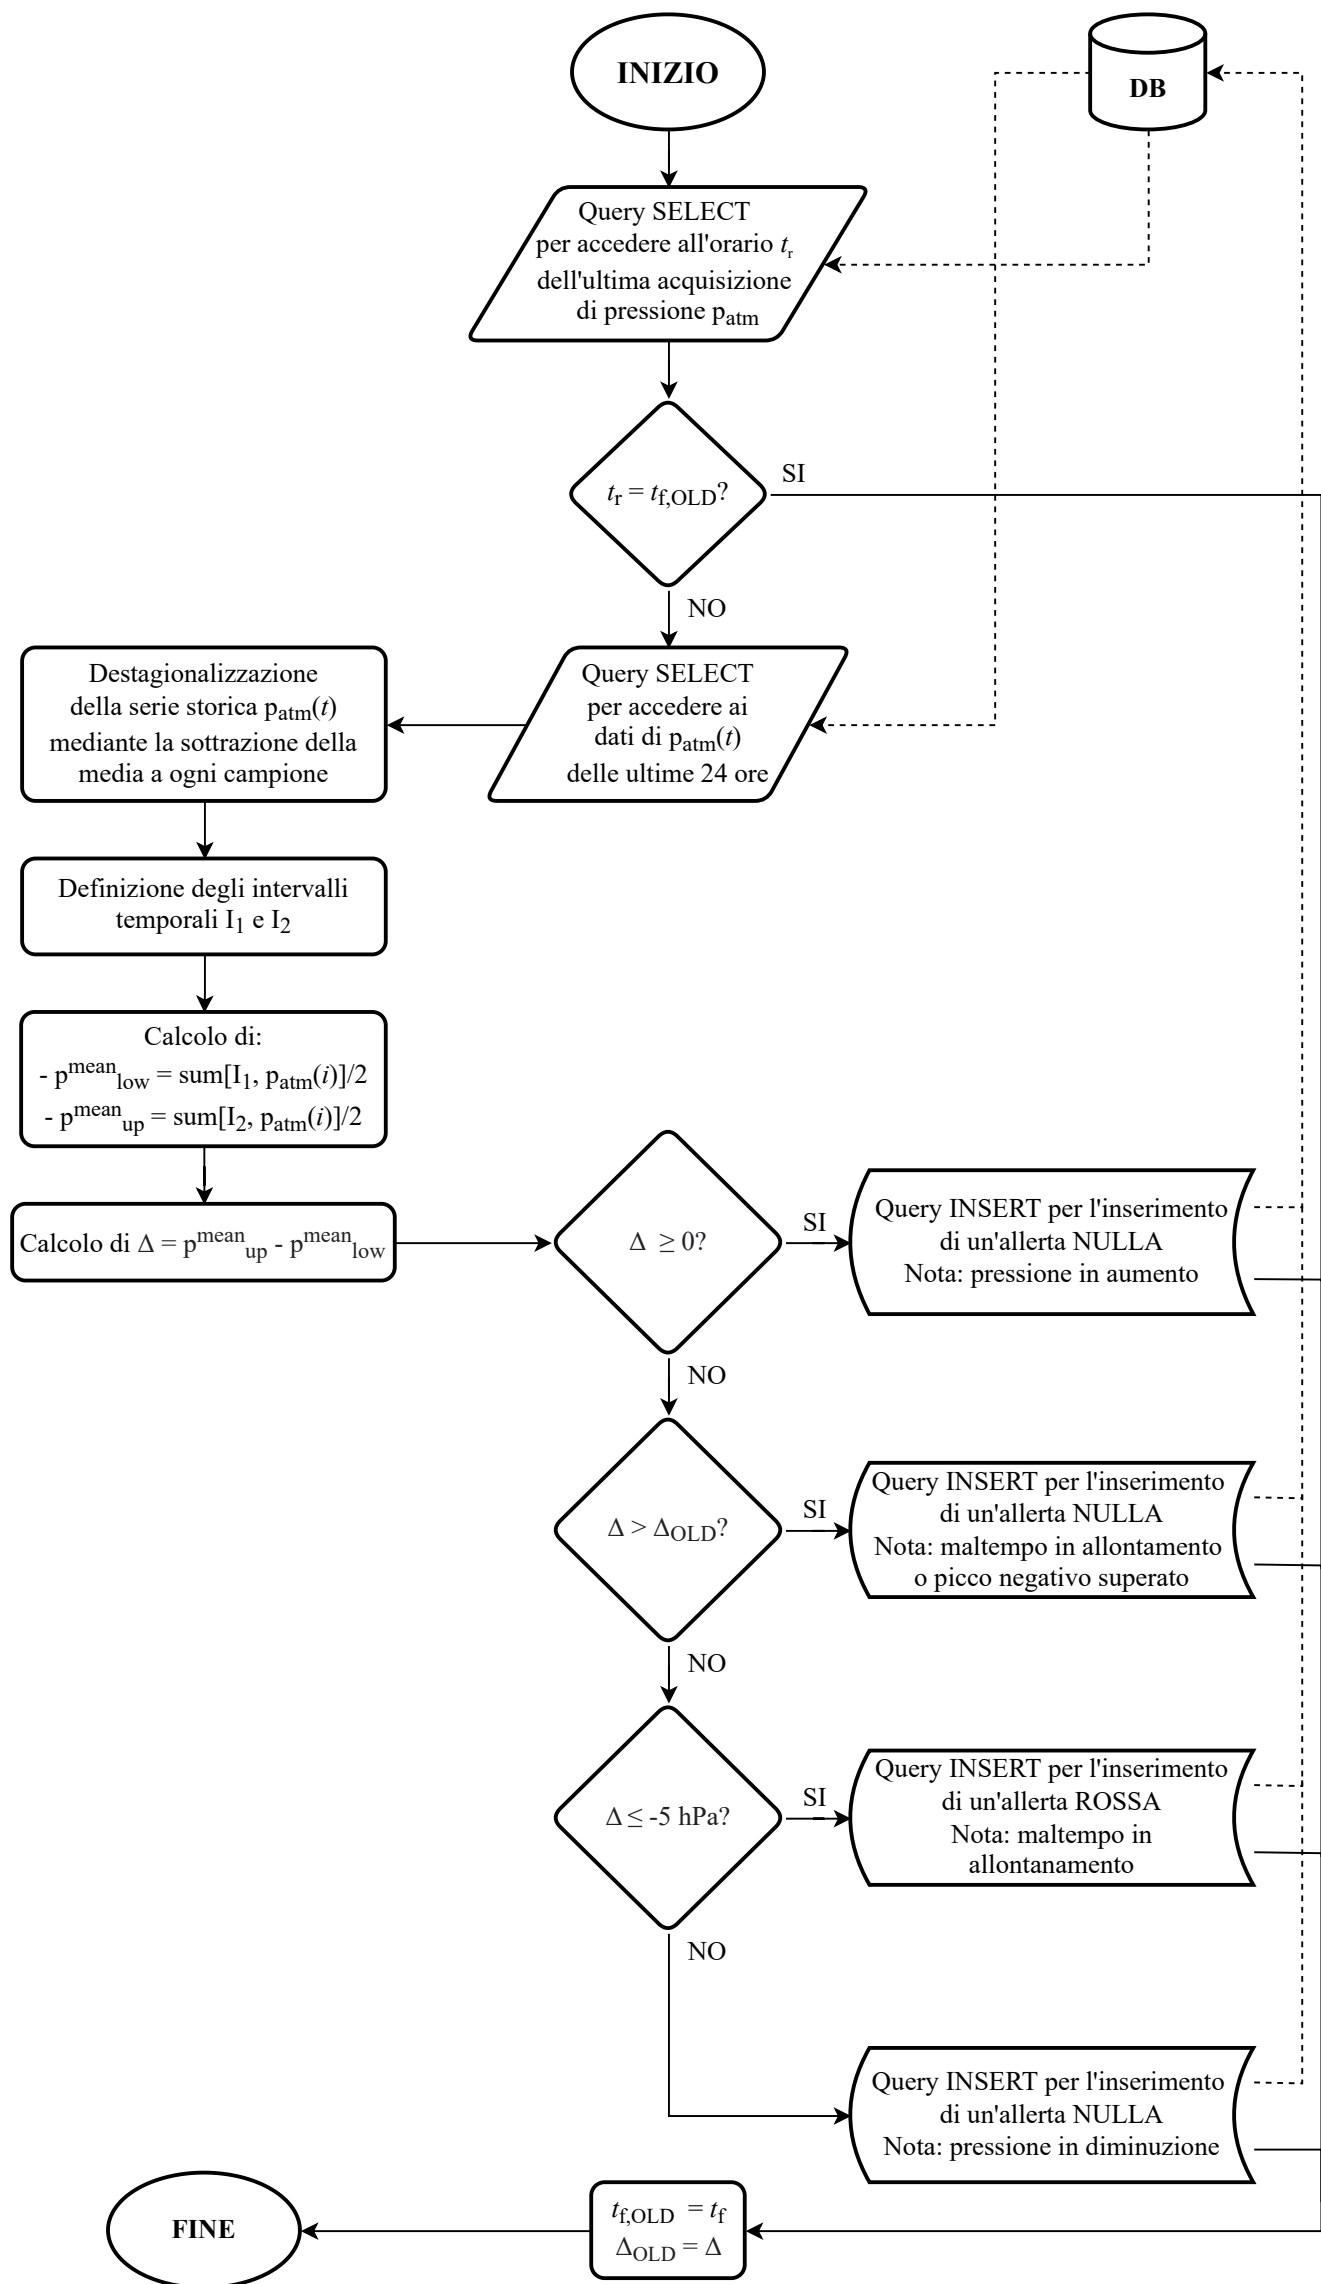 INIZIO
DB
Query SELECT
per accedere all'orario tr
dell'ultima acquisizione
di pressione patm
tr = tf,OLD?
SI
NO
Destagionalizzazione
della serie storica patm(t)
mediante la sottrazione della
media a ogni campione
Query SELECT
per accedere ai
dati di patm(t)
delle ultime 24 ore
Definizione degli intervalli
temporali I1 e I2
Calcolo di:
- pmeanlow = sum[I1, patm(i)]/2
- pmeanup = sum[I2, patm(i)]/2
Calcolo di Δ = pmeanup - pmeanlow
Δ ≥ 0?
SI
Query INSERT per l'inserimento
di un'allerta NULLA
Nota: pressione in aumento
NO
Δ > ΔOLD?
SI
Query INSERT per l'inserimento
di un'allerta NULLA
Nota: maltempo in allontamento
o picco negativo superato
NO
Δ ≤ -5 hPa?
SI
Query INSERT per l'inserimento
di un'allerta ROSSA
Nota: maltempo in
allontanamento
NO
Query INSERT per l'inserimento
di un'allerta NULLA
Nota: pressione in diminuzione
FINE
tf,OLD = tf
ΔOLD = Δ